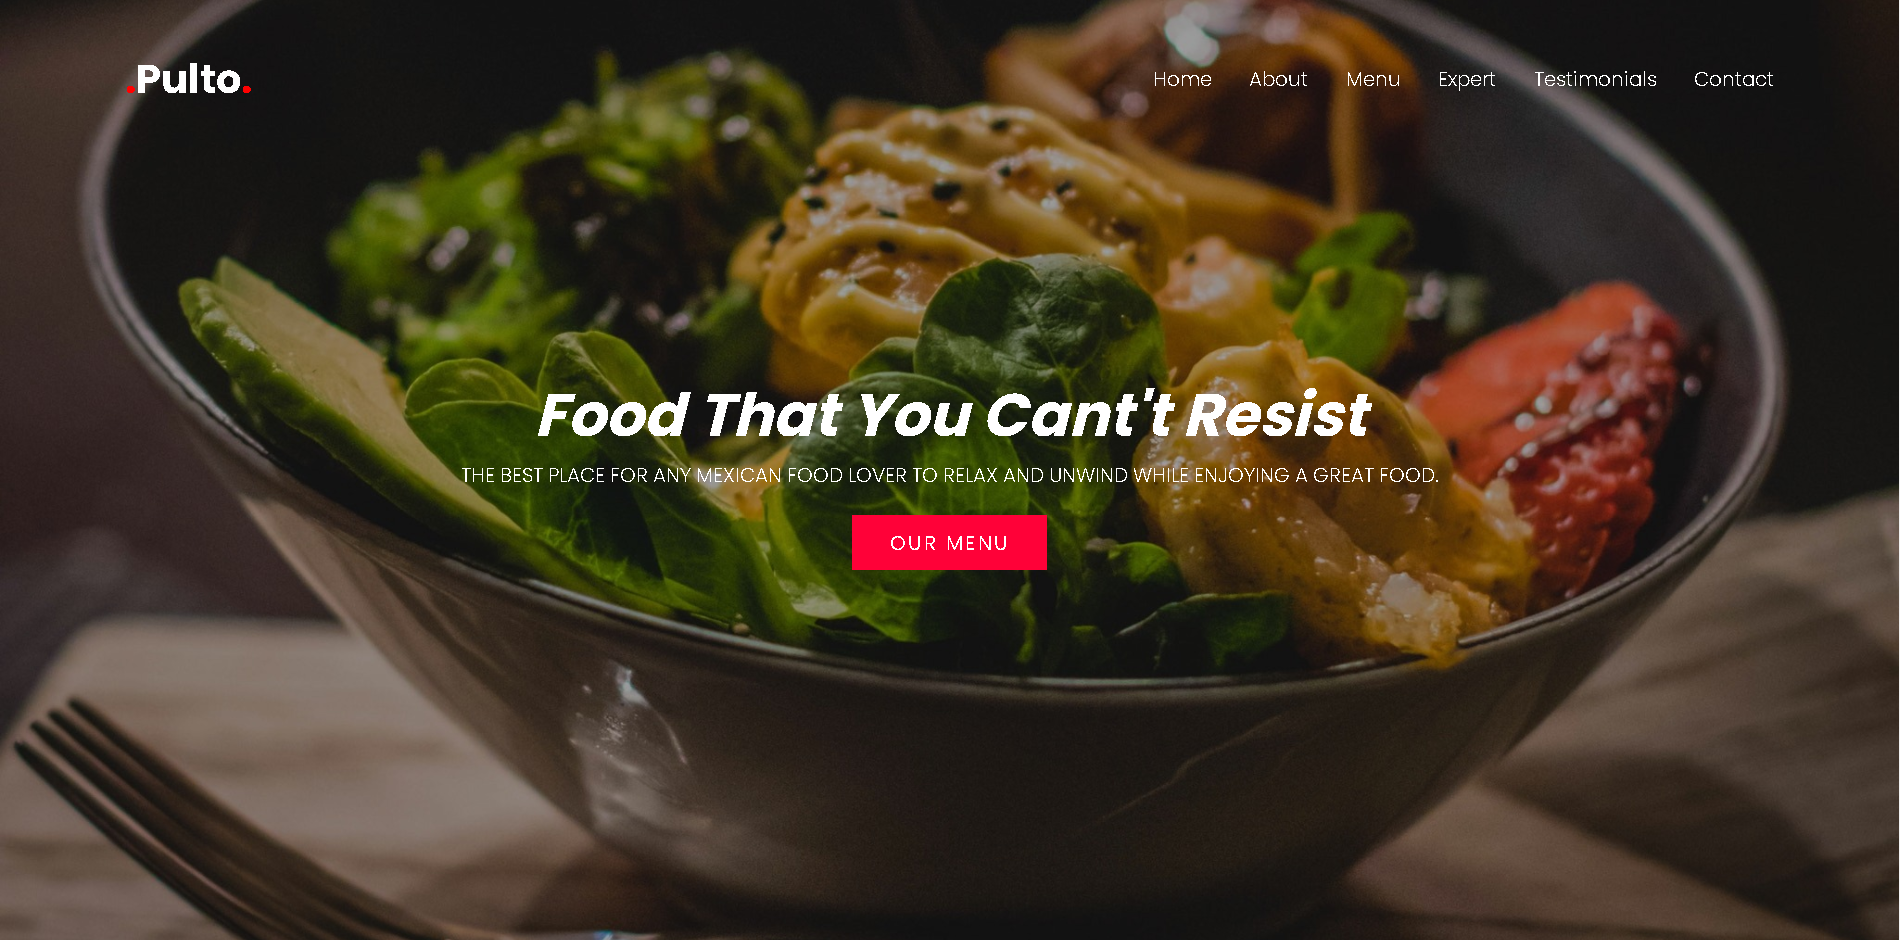 .Pulto.
Home About Menu Expert Testimonials Contact
Food That You Cant't Resist
THE BEST PLACE FOR ANY MEXICAN FOOD LOVER TO RELAX AND UNWIND WHILE ENJOYING A GREAT FOOD.
OUR MENU